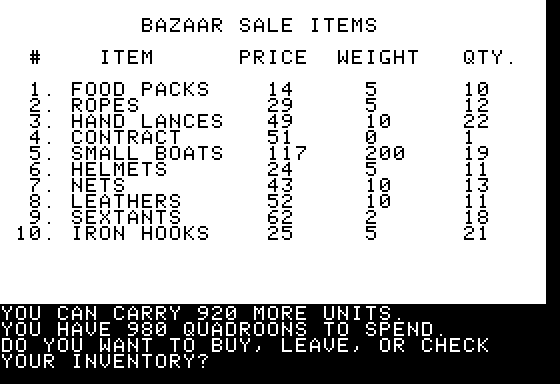 BAZAAR SALE ITEMS
# ITEM PRICE WEIGHT QTY.
1. FOOD PACKS 14 5 10
2. ROPES 29 5 12
3. HAND LANCES 49 10 22
4. CONTRACT 51 0 1
5. SMALL BOATS 117 200 19
6. HELMETS 24 5 11
7. NETS 43 10 13
8. LEATHERS 52 10 11
9. SEXTANTS 62 2 18
10. IRON HOOKS 25 5 21
YOU CAN CARRY 920 MORE UNITS.
YOU HAVE 980 QUADROONS TO SPEND.
DO YOU WANT TO BUY, LEAVE, OR CHECK
YOUR INVENTORY?